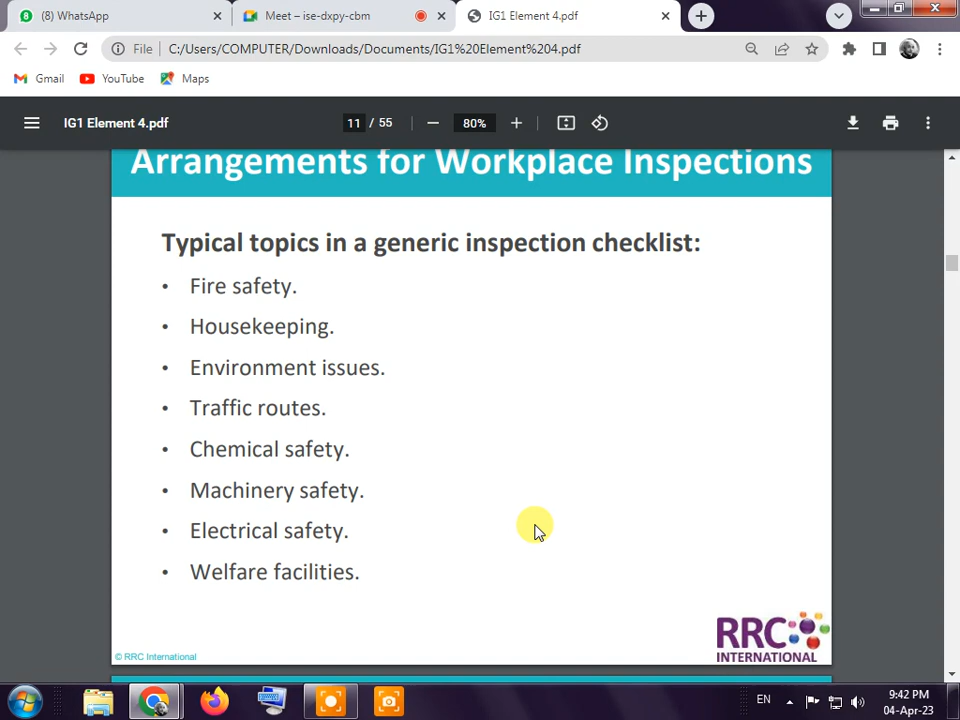 (8) WhatsApp
Meet – ise-dxpy-cbm
IG1 Element 4.pdf
File C:/Users/COMPUTER/Downloads/Documents/IG1%20Element%204.pdf
Gmail YouTube Maps
IG1 Element 4.pdf 11 / 55 80%
Arrangements for Workplace Inspections
Typical topics in a generic inspection checklist:
• Fire safety.
• Housekeeping.
• Environment issues.
• Traffic routes.
• Chemical safety.
• Machinery safety.
• Electrical safety.
• Welfare facilities.
RRC
INTERNATIONAL
© RRC International
EN
9:42 PM
04-Apr-23